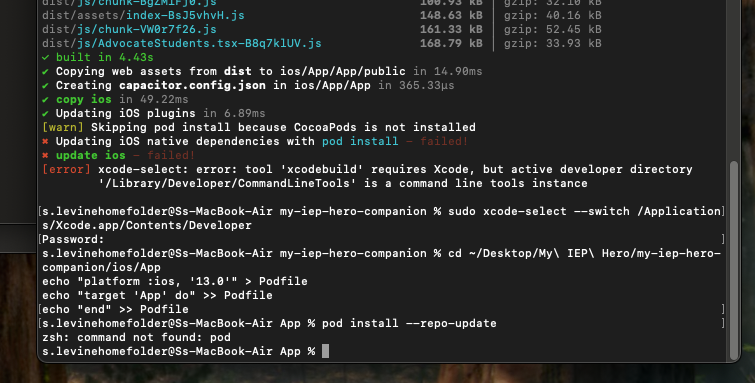 dist/js/chunk-BgZM1Fj0.js 100.93 kB │ gzip: 32.10 kB
dist/assets/index-BsJ5vhvH.js 148.63 kB │ gzip: 40.16 kB
dist/js/chunk-VW0r7f26.js 161.33 kB │ gzip: 52.45 kB
dist/js/AdvocateStudents.tsx-B8q7klUV.js 168.79 kB │ gzip: 33.93 kB
✓ built in 4.43s
✔ Copying web assets from dist to ios/App/App/public in 14.90ms
✔ Creating capacitor.config.json in ios/App/App in 365.33μs
✔ copy ios in 49.22ms
✔ Updating iOS plugins in 6.89ms
[warn] Skipping pod install because CocoaPods is not installed
✖ Updating iOS native dependencies with pod install – failed!
✖ update ios – failed!
[error] xcode-select: error: tool 'xcodebuild' requires Xcode, but active developer directory
'/Library/Developer/CommandLineTools' is a command line tools instance
[s.levinehomefolder@Ss-MacBook-Air my-iep-hero-companion % sudo xcode-select --switch /Application]
s/Xcode.app/Contents/Developer
[Password: ]
s.levinehomefolder@Ss-MacBook-Air my-iep-hero-companion % cd ~/Desktop/My\ IEP\ Hero/my-iep-hero-
companion/ios/App
echo "platform :ios, '13.0'" > Podfile
echo "target 'App' do" >> Podfile
[echo "end" >> Podfile ]
[s.levinehomefolder@Ss-MacBook-Air App % pod install --repo-update ]
zsh: command not found: pod
s.levinehomefolder@Ss-MacBook-Air App %